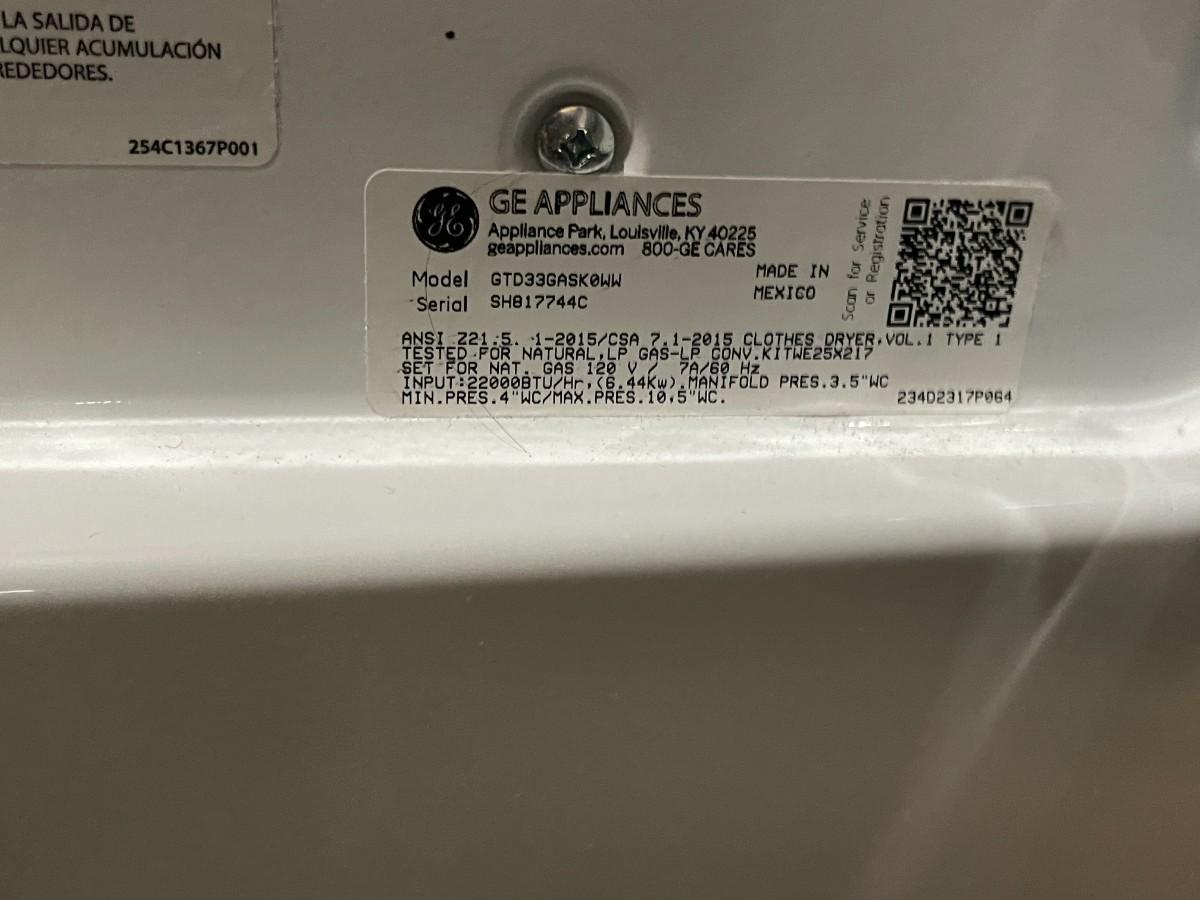 LA SALIDA DE
LQUIER ACUMULACIÓN
REDEDORES.
254C1367P001
GE
GE APPLIANCES
Appliance Park, Louisville, KY 40225
geappliances.com 800-GE CARES
Model GTD33GASK0WW
Serial SH817744C
MADE IN
MEXICO
Scan for Service
or Registration
ANSI Z21.5. 1-2015/CSA 7.1-2015 CLOTHES DRYER,VOL.1 TYPE 1
TESTED FOR NATURAL,LP GAS-LP CONV.KITWE25X217
SET FOR NAT. GAS 120 V / 7A/60 Hz
INPUT:22000BTU/Hr,(6.44Kw).MANIFOLD PRES.3.5"WC
MIN.PRES.4"WC/MAX.PRES.10,5"WC.
234D2317P064